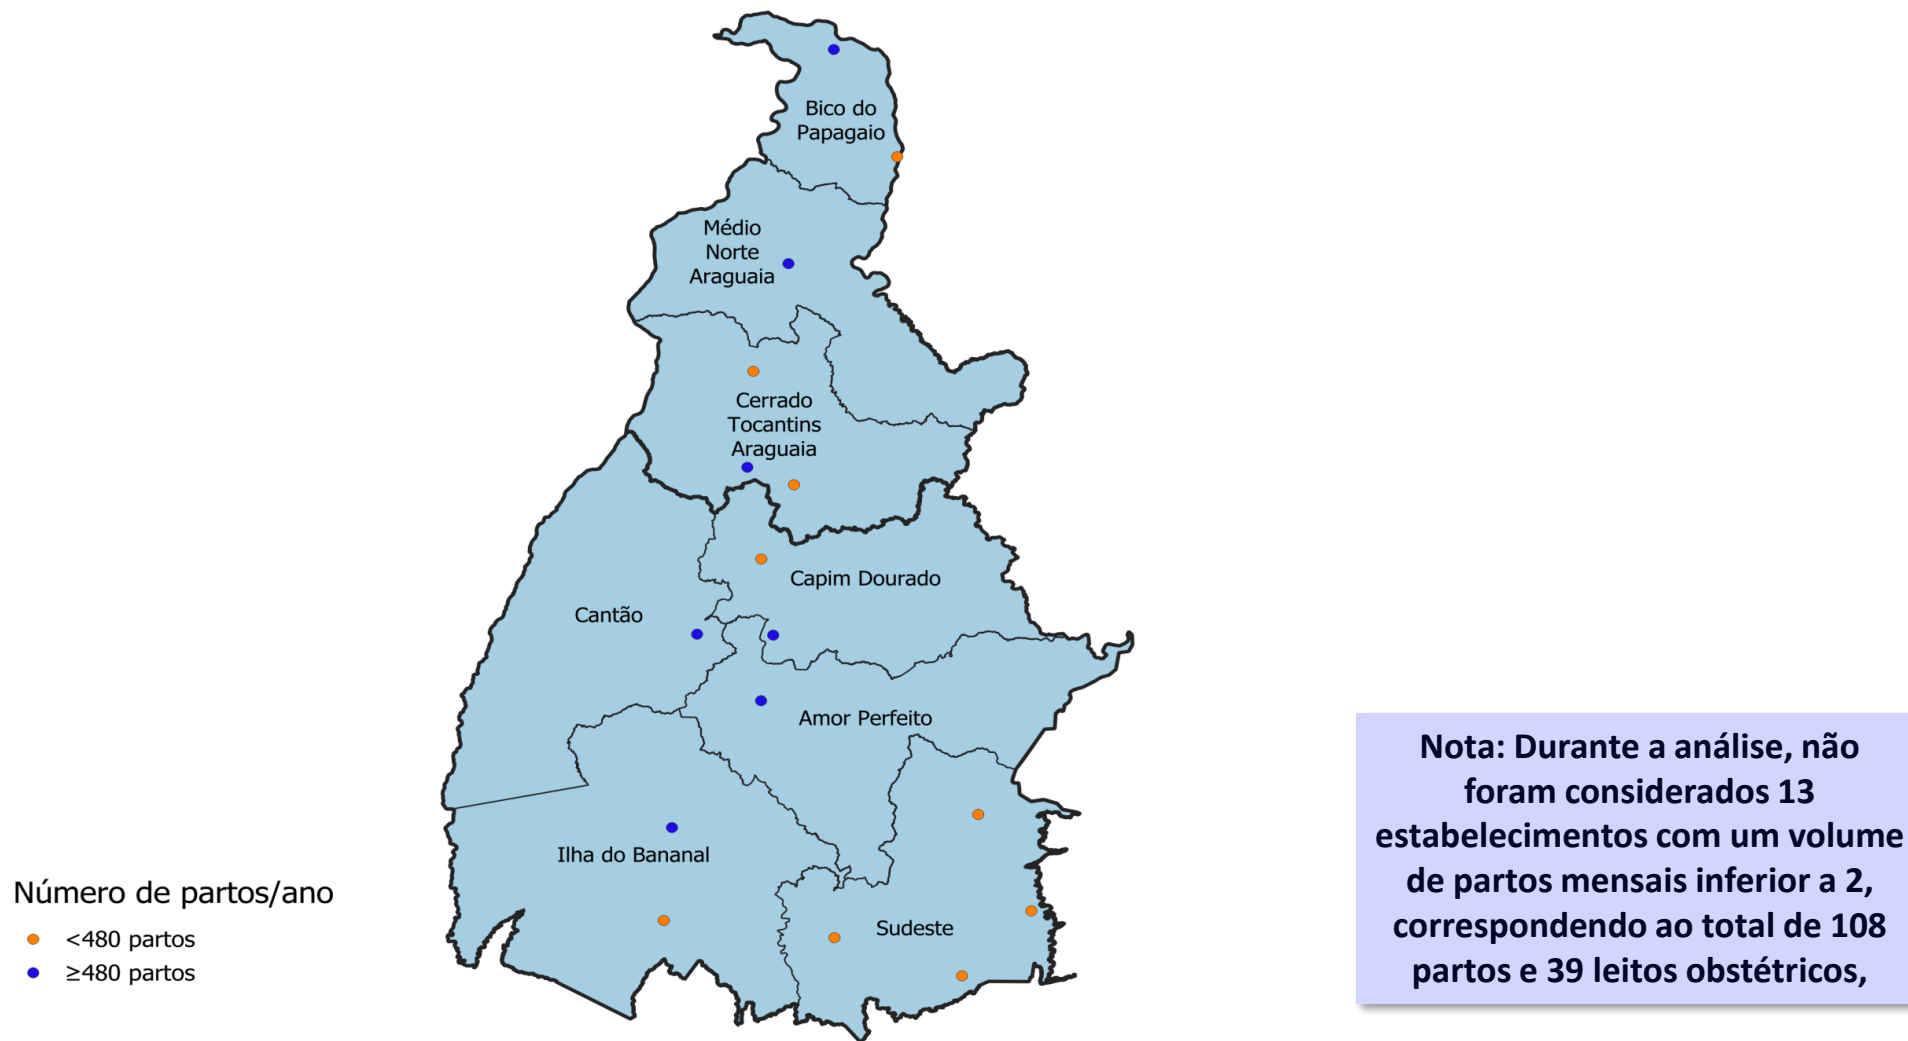 Bico do
Papagaio
Médio
Norte
Araguaia
Cerrado
Tocantins
Araguaia
Capim Dourado
Cantão
Amor Perfeito
Ilha do Bananal
Sudeste
Número de partos/ano
<480 partos
≥480 partos
Nota: Durante a análise, não
foram considerados 13
estabelecimentos com um volume
de partos mensais inferior a 2,
correspondendo ao total de 108
partos e 39 leitos obstétricos,